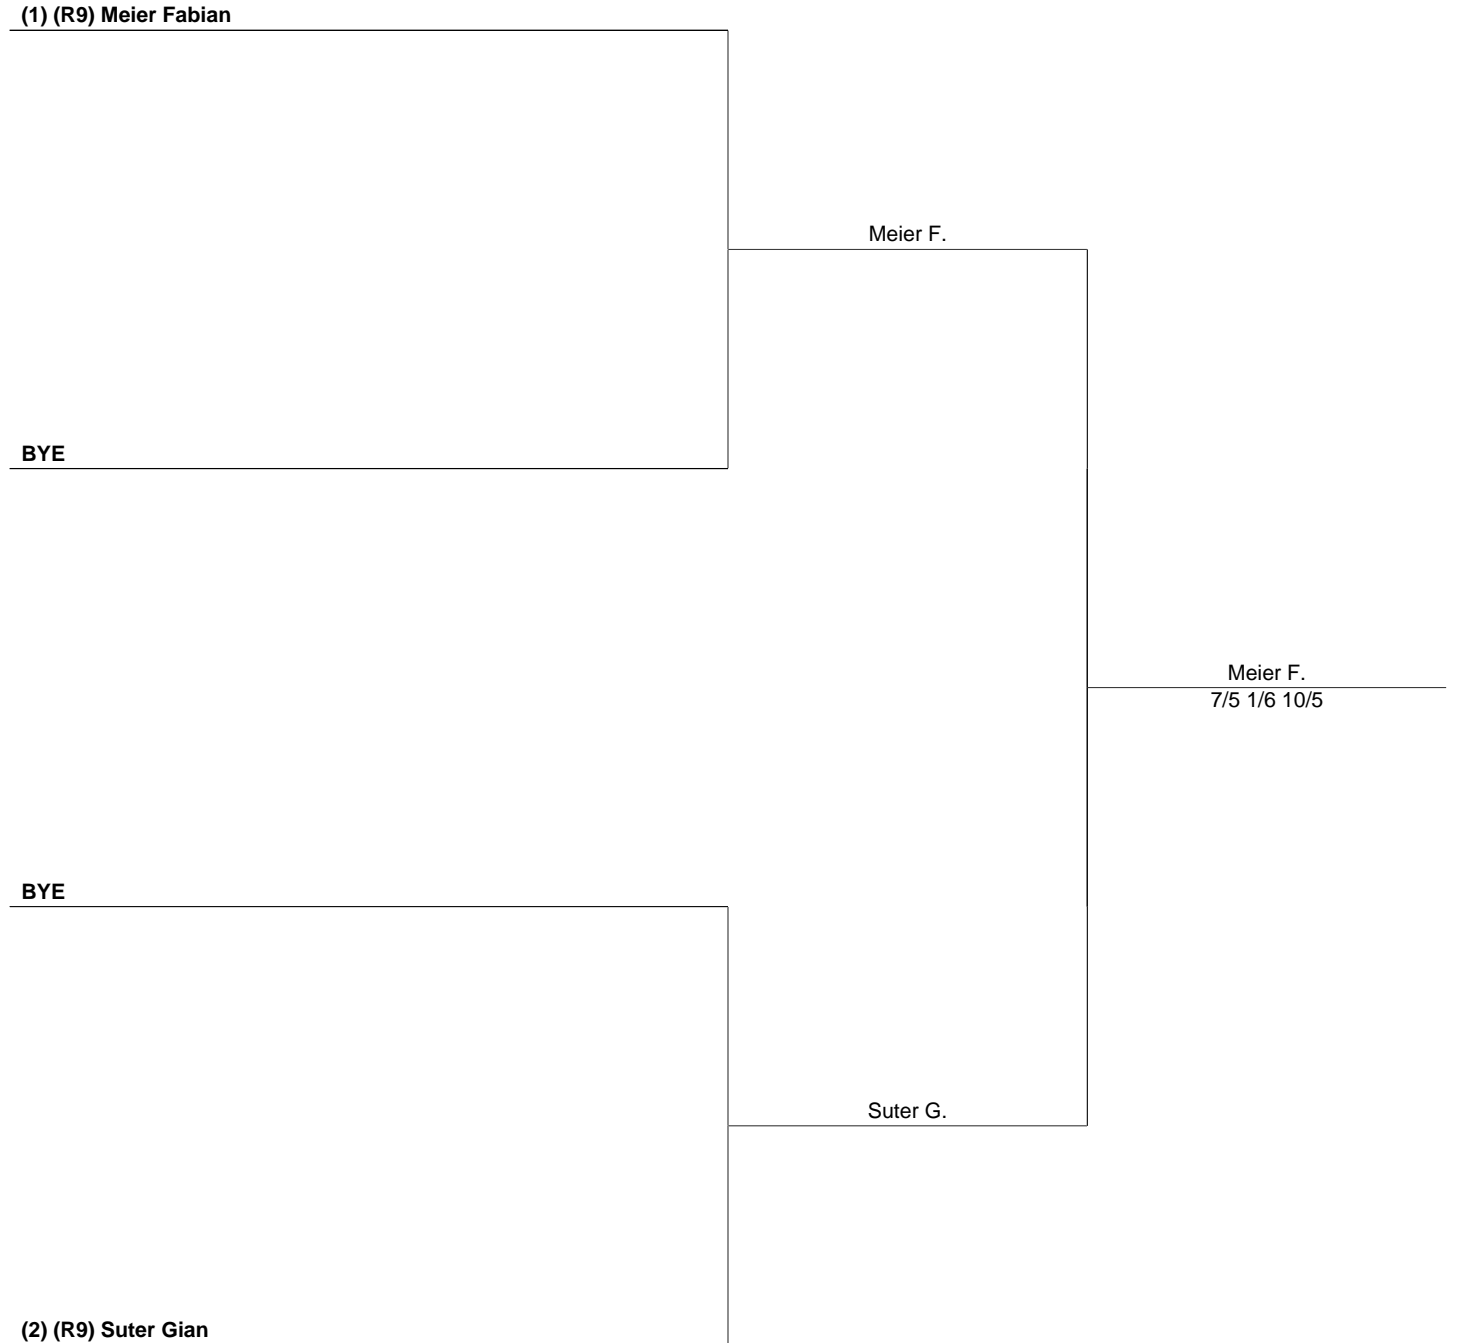 (1) (R9) Meier Fabian
Meier F.
BYE
Meier F.
7/5 1/6 10/5
BYE
Suter G.
(2) (R9) Suter Gian